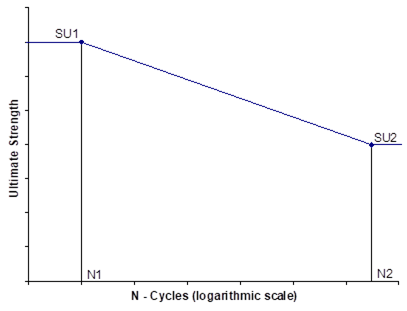 SU1
Ultimate Strength
SU2
N1
N2
N - Cycles (logarithmic scale)